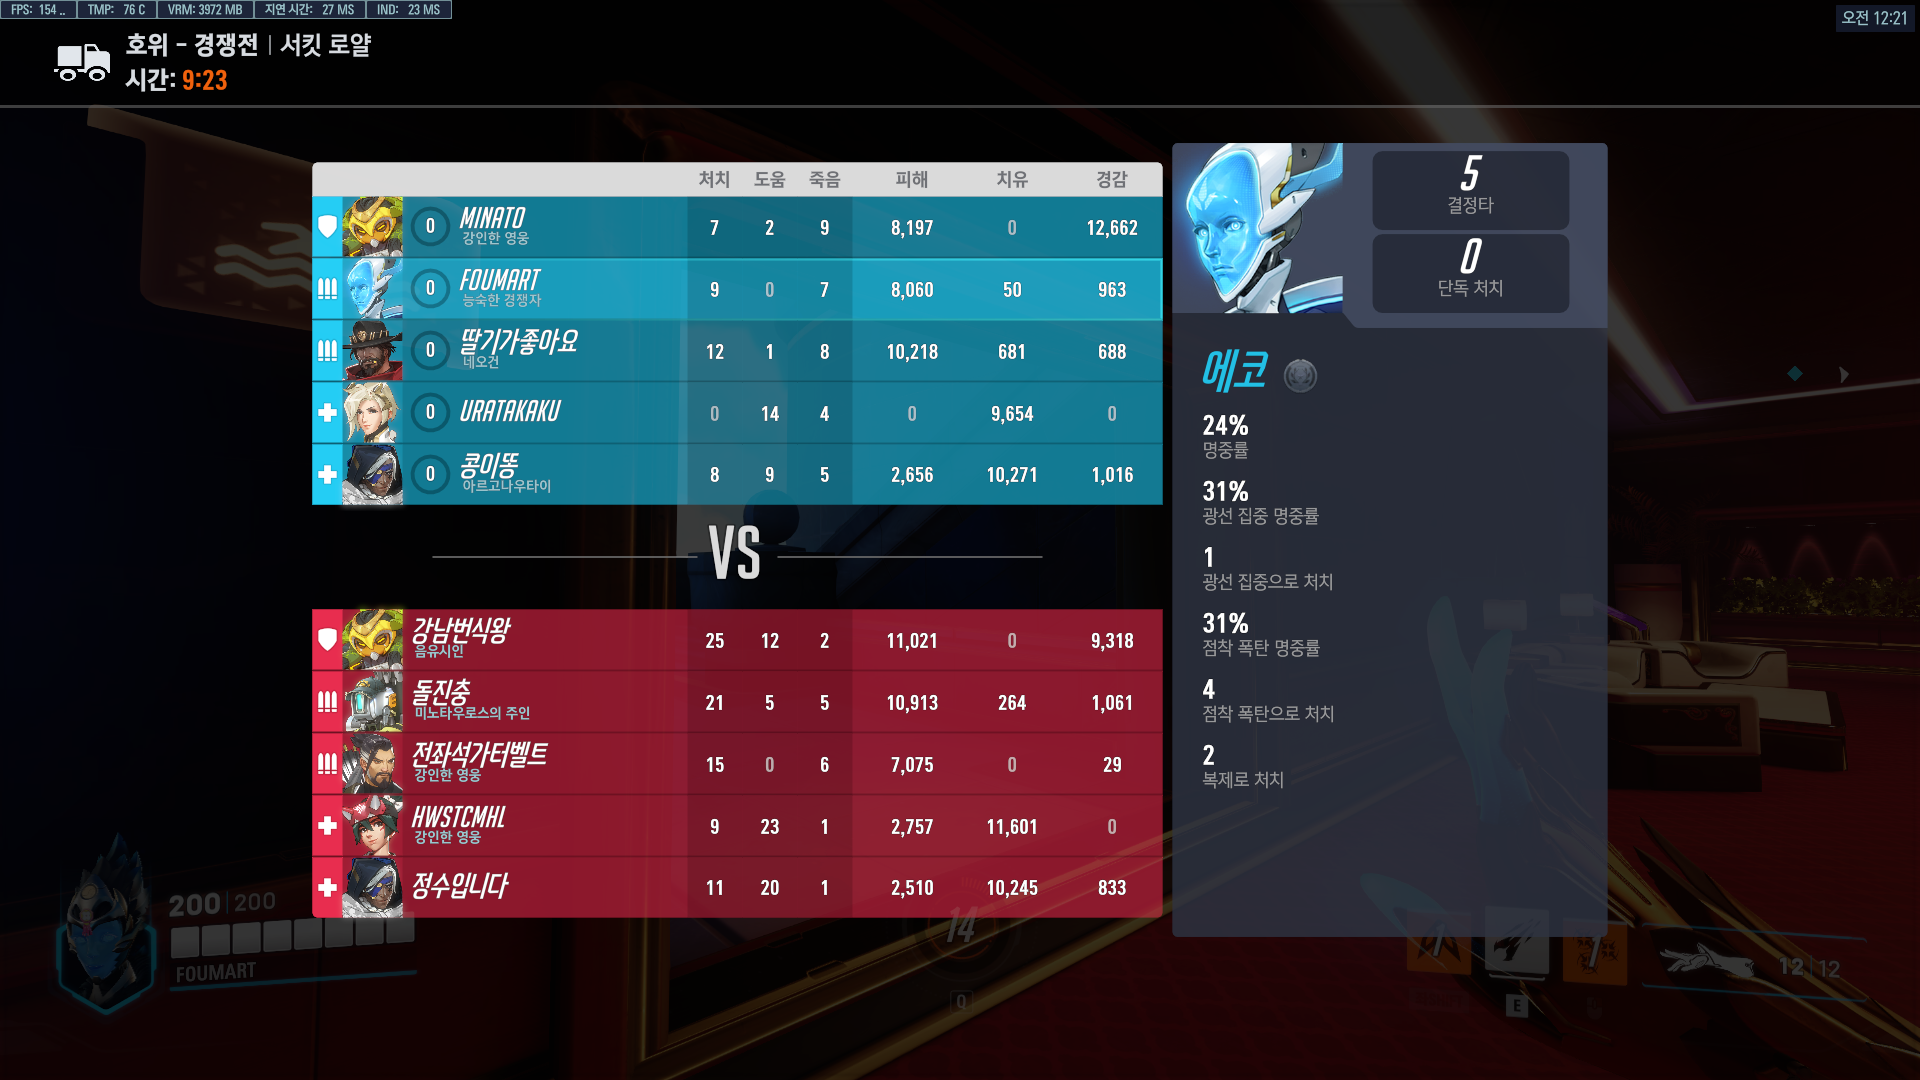 FPS: 154 .. TMP: 76 C VRM: 3972 MB 지연 시간: 27 MS IND: 23 MS
오전 12:21
호위 - 경쟁전 | 서킷 로얄
시간: 9:23
처치 도움 죽음 피해 치유 경감
0 MINATO 7 2 9 8,197 0 12,662
강인한 영웅
0 FOUMART 9 0 7 8,060 50 963
능숙한 경쟁자
0 딸기가좋아요 12 1 8 10,218 681 688
네오건
0 URATAKAKU 0 14 4 0 9,654 0
0 콩이똥 8 9 5 2,656 10,271 1,016
아르고나우타이
VS
강남번식왕 25 12 2 11,021 0 9,318
음유시인
돌진충 21 5 5 10,913 264 1,061
미노타우로스의 주인
전좌석가터벨트 15 0 6 7,075 0 29
강인한 영웅
HWSTCMHL 9 23 1 2,757 11,601 0
강인한 영웅
정수입니다 11 20 1 2,510 10,245 833
5
결정타
0
단독 처치
에코
24%
명중률
31%
광선 집중 명중률
1
광선 집중으로 처치
31%
점착 폭탄 명중률
4
점착 폭탄으로 처치
2
복제로 처치
200 | 200
FOUMART
14
Q
E
12 | 12